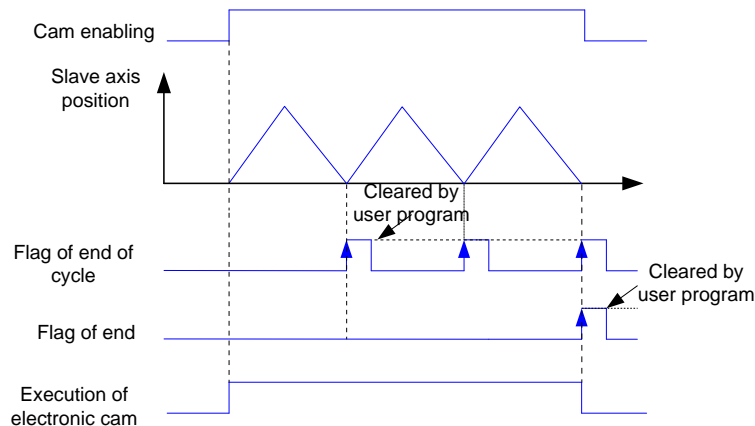 Cam enabling
Slave axis
position
Cleared by
user program
Flag of end of
cycle
Cleared by
user program
Flag of end
Execution of
electronic cam